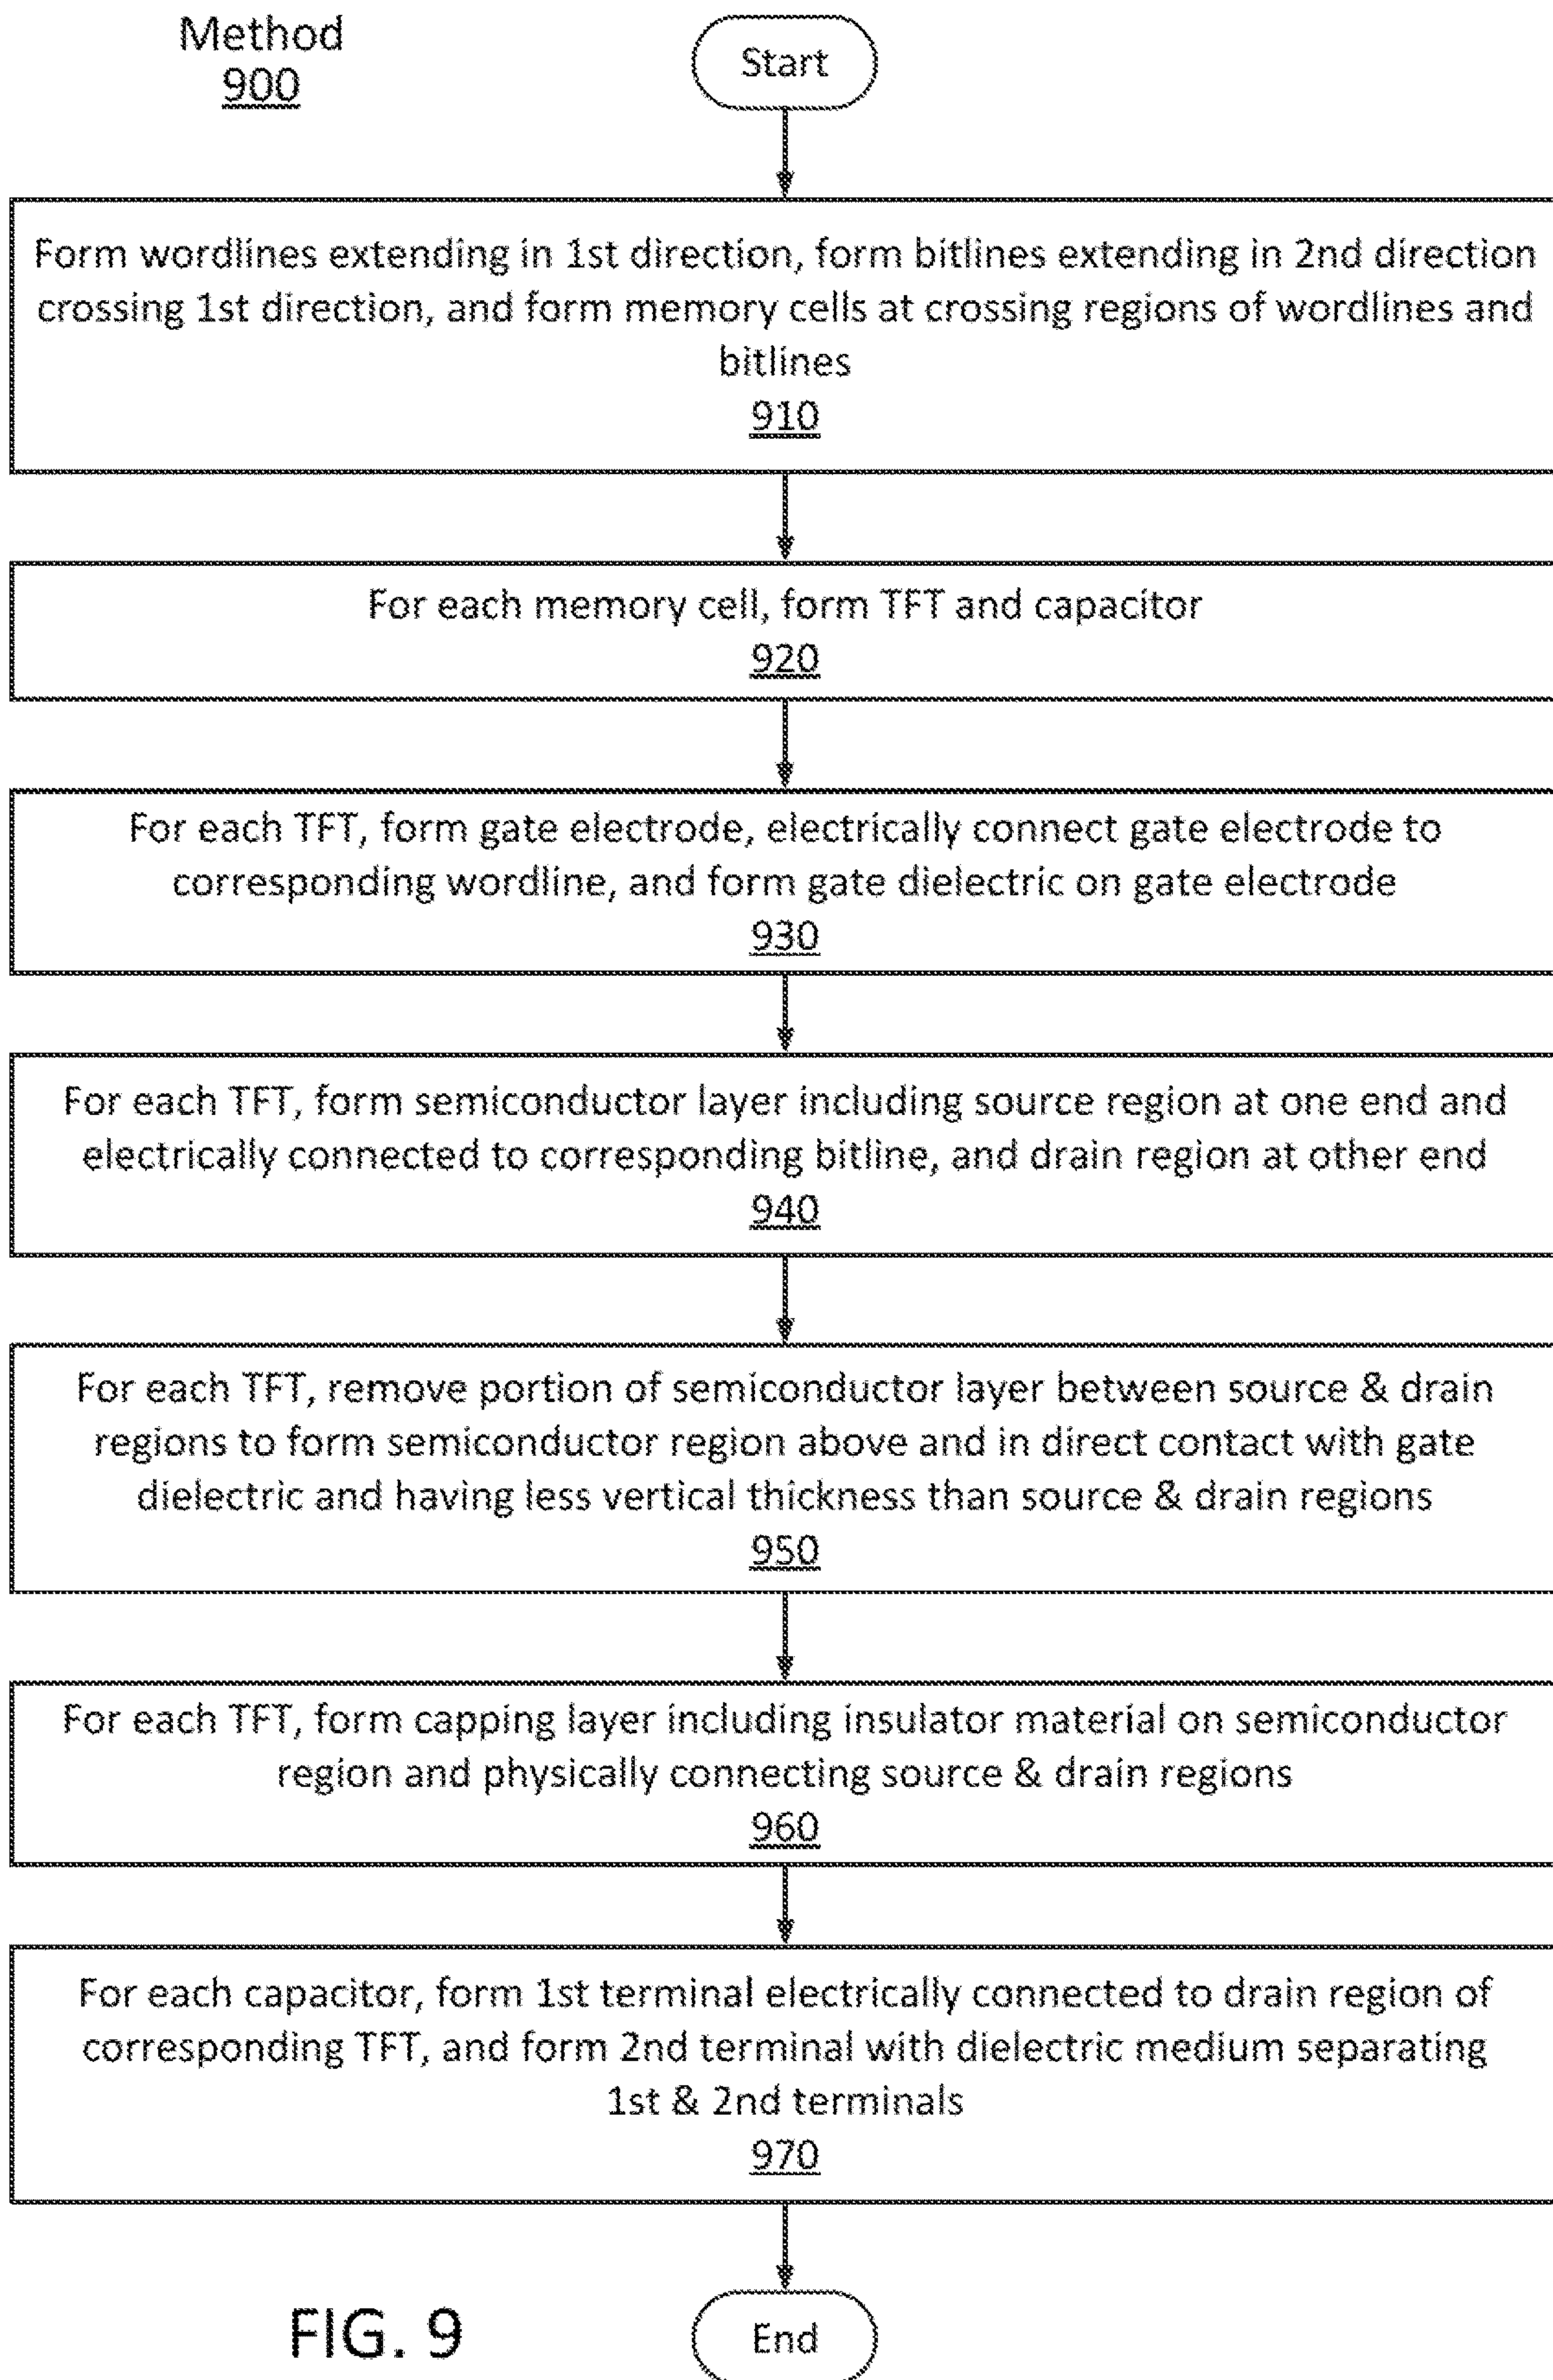 Method
900
Start
Form wordlines extending in 1st direction, form bitlines extending in 2nd direction
crossing 1st direction, and form memory cells at crossing regions of wordlines and
bitlines
910
For each memory cell, form TFT and capacitor
920
For each TFT, form gate electrode, electrically connect gate electrode to
corresponding wordline, and form gate dielectric on gate electrode
930
For each TFT, form semiconductor layer including source region at one end and
electrically connected to corresponding bitline, and drain region at other end
940
For each TFT, remove portion of semiconductor layer between source & drain
regions to form semiconductor region above and in direct contact with gate
dielectric and having less vertical thickness than source & drain regions
950
For each TFT, form capping layer including insulator material on semiconductor
region and physically connecting source & drain regions
960
For each capacitor, form 1st terminal electrically connected to drain region of
corresponding TFT, and form 2nd terminal with dielectric medium separating
1st & 2nd terminals
970
FIG. 9
End